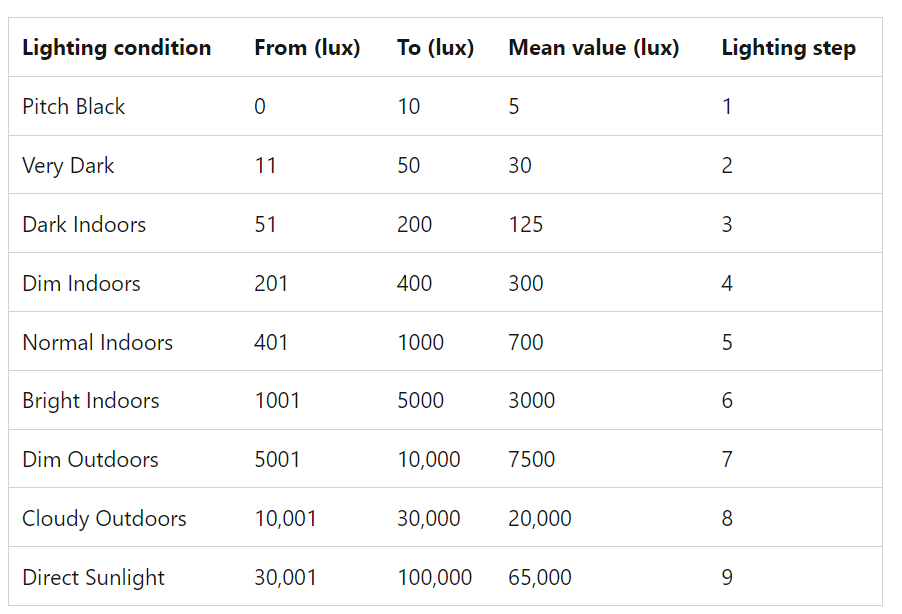 Lighting condition From (lux) To (lux) Mean value (lux) Lighting step
Pitch Black 0 10 5 1
Very Dark 11 50 30 2
Dark Indoors 51 200 125 3
Dim Indoors 201 400 300 4
Normal Indoors 401 1000 700 5
Bright Indoors 1001 5000 3000 6
Dim Outdoors 5001 10,000 7500 7
Cloudy Outdoors 10,001 30,000 20,000 8
Direct Sunlight 30,001 100,000 65,000 9